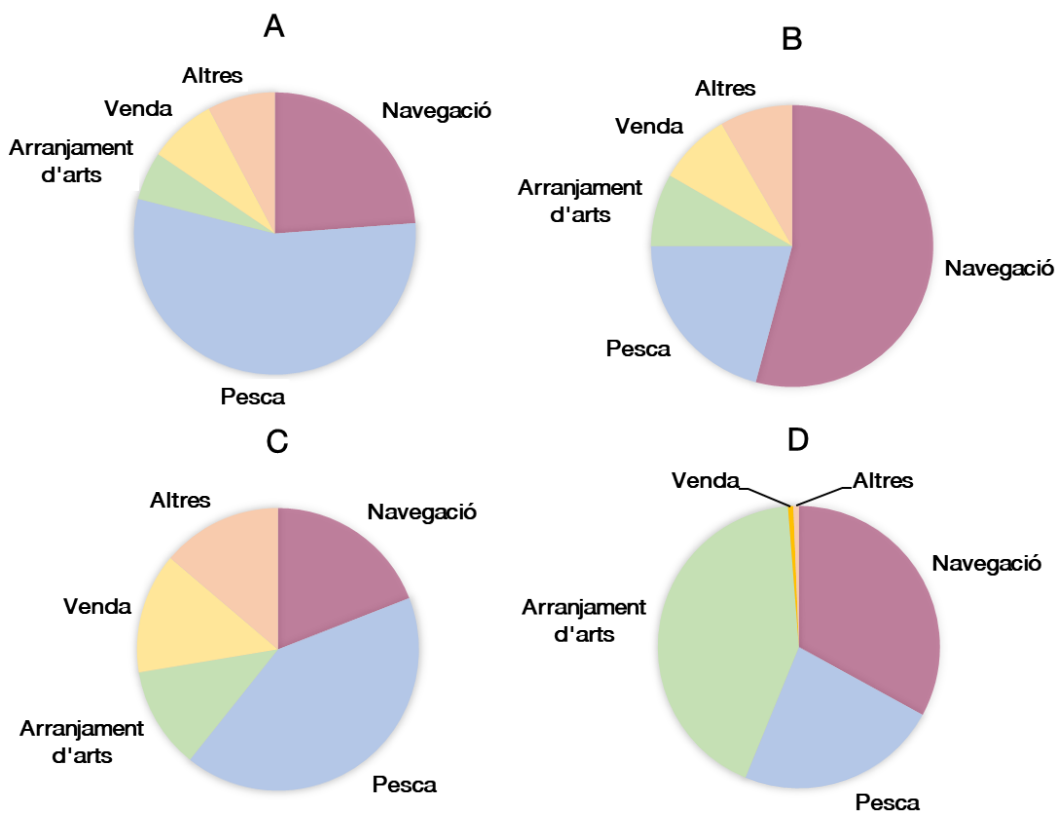 A
Altres
Venda
Navegació
Arranjament
d'arts
Pesca
B
Altres
Venda
Arranjament
d'arts
Navegació
Pesca
C
Altres
Navegació
Venda
Arranjament
d'arts
Pesca
D
Venda
Altres
Navegació
Arranjament
d'arts
Pesca